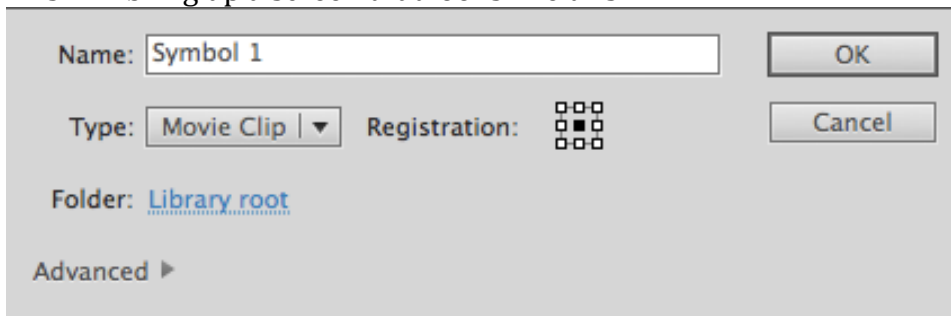 Name: Symbol 1 OK
Type: Movie Clip Registration: Cancel
Folder: Library root
Advanced